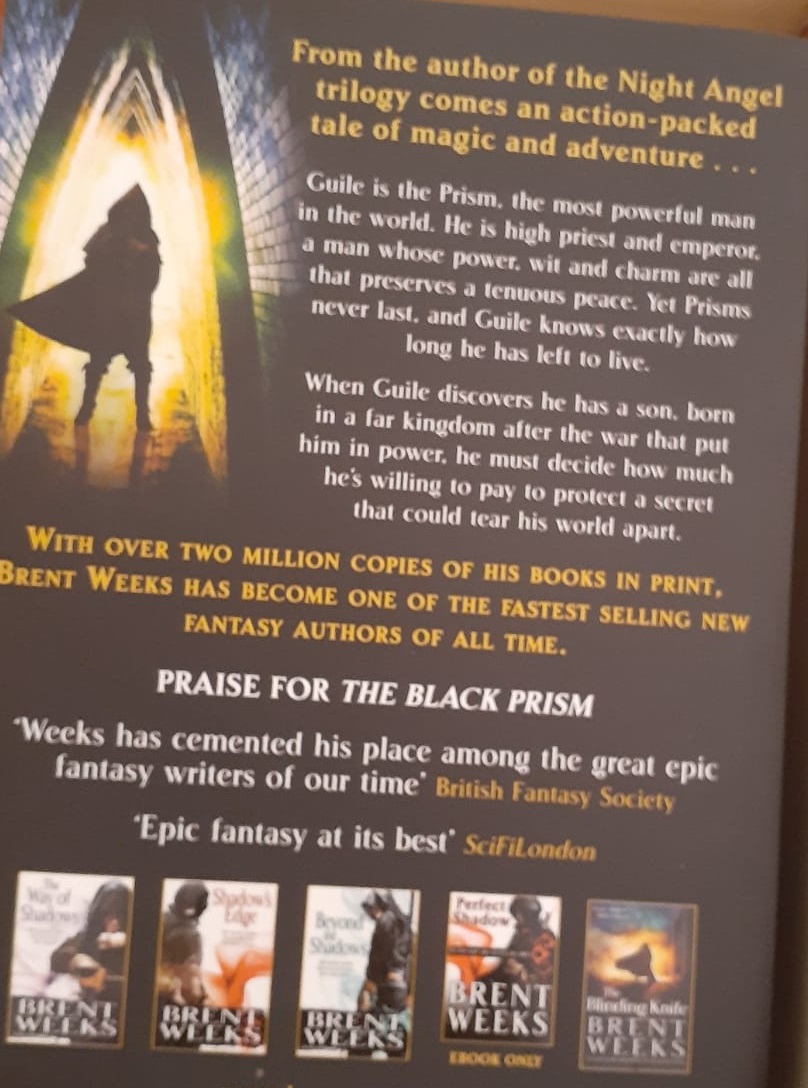 From the author of the Night Angel
trilogy comes an action-packed
tale of magic and adventure . . .
Guile is the Prism, the most powerful man
in the world. He is high priest and emperor,
a man whose power, wit and charm are all
that preserves a tenuous peace. Yet Prisms
never last, and Guile knows exactly how
long he has left to live.
When Guile discovers he has a son, born
in a far kingdom after the war that put
him in power, he must decide how much
he's willing to pay to protect a secret
that could tear his world apart.
WITH OVER TWO MILLION COPIES OF HIS BOOKS IN PRINT,
BRENT WEEKS HAS BECOME ONE OF THE FASTEST SELLING NEW
FANTASY AUTHORS OF ALL TIME.
PRAISE FOR THE BLACK PRISM
'Weeks has cemented his place among the great epic
fantasy writers of our time' British Fantasy Society
'Epic fantasy at its best' SciFiLondon
The
Way of
Shadows
BRENT
WEEKS
Shadow's
Edge
BRENT
WEEKS
Beyond
Shadows
BRENT
WEEKS
Perfect
Shadow
BRENT
WEEKS
EBOOK ONLY
The
Blinding Knife
BRENT
WEEKS